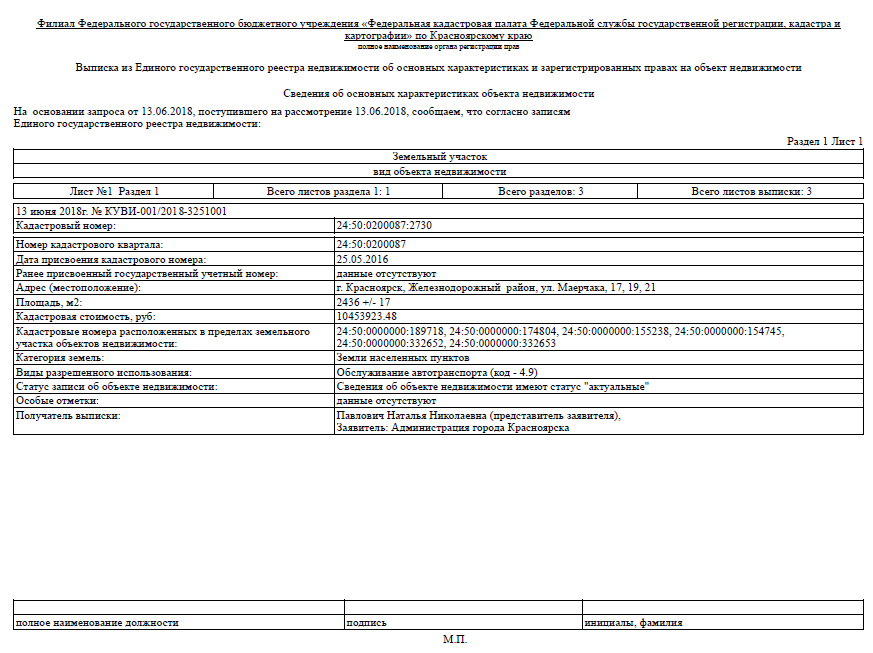 Филиал Федерального государственного бюджетного учреждения «Федеральная кадастровая палата Федеральной службы государственной регистрации, кадастра и
картографии» по Красноярскому краю
полное наименование органа регистрации прав
Выписка из Единого государственного реестра недвижимости об основных характеристиках и зарегистрированных правах на объект недвижимости
Сведения об основных характеристиках объекта недвижимости
На основании запроса от 13.06.2018, поступившего на рассмотрение 13.06.2018, сообщаем, что согласно записям
Единого государственного реестра недвижимости:
Раздел 1 Лист 1
Земельный участок
вид объекта недвижимости
Лист №1 Раздел 1 Всего листов раздела 1: 1 Всего разделов: 3 Всего листов выписки: 3
13 июня 2018г. № КУВИ-001/2018-3251001
Кадастровый номер: 24:50:0200087:2730
Номер кадастрового квартала: 24:50:0200087
Дата присвоения кадастрового номера: 25.05.2016
Ранее присвоенный государственный учетный номер: данные отсутствуют
Адрес (местоположение): г. Красноярск, Железнодорожный район, ул. Маерчака, 17, 19, 21
Площадь, м2: 2436 +/- 17
Кадастровая стоимость, руб: 10453923.48
Кадастровые номера расположенных в пределах земельного 24:50:0000000:189718, 24:50:0000000:174804, 24:50:0000000:155238, 24:50:0000000:154745,
участка объектов недвижимости: 24:50:0000000:332652, 24:50:0000000:332653
Категория земель: Земли населенных пунктов
Виды разрешенного использования: Обслуживание автотранспорта (код - 4.9)
Статус записи об объекте недвижимости: Сведения об объекте недвижимости имеют статус "актуальные"
Особые отметки: данные отсутствуют
Получатель выписки: Павлович Наталья Николаевна (представитель заявителя),
Заявитель: Администрация города Красноярска
полное наименование должности подпись инициалы, фамилия
М.П.